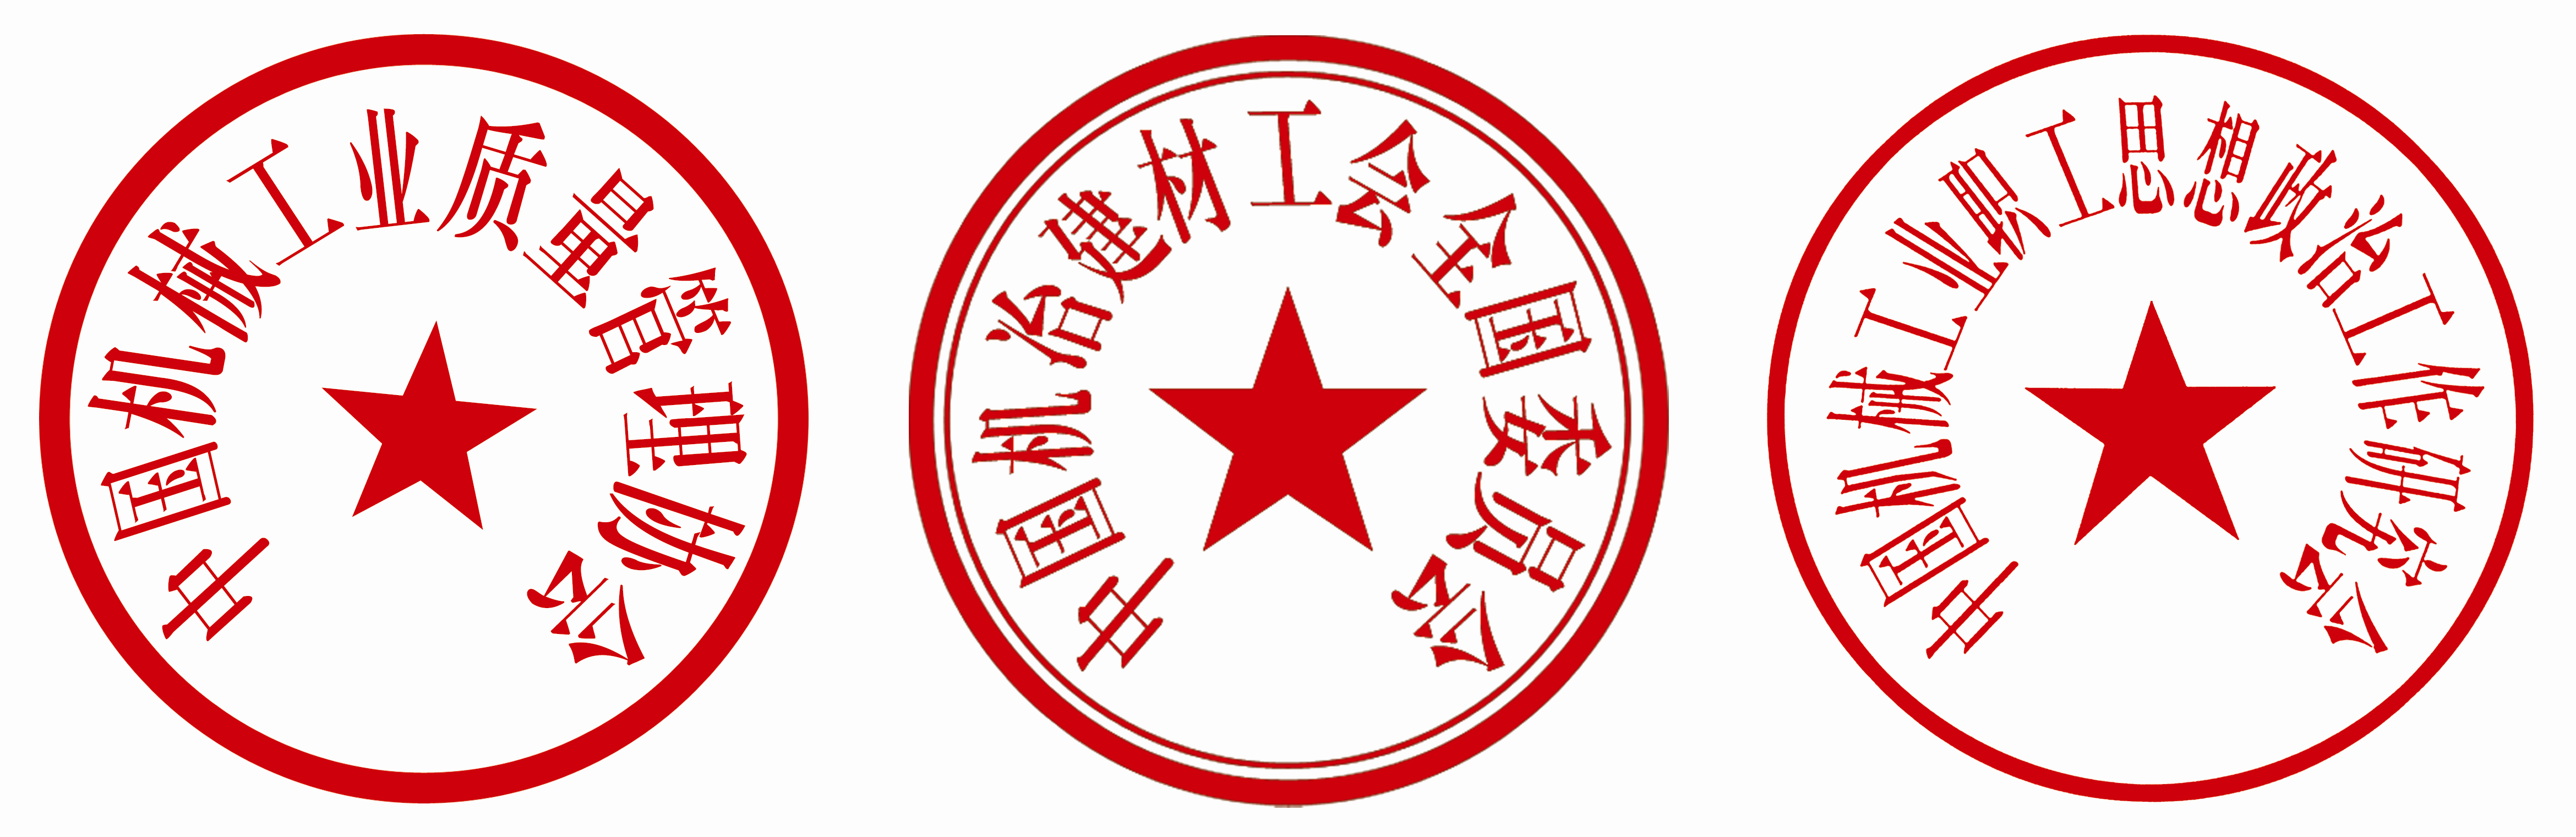 中国机械工业质量管理协会
中国机冶建材工会全国委员会
中国机械工业职工思想政治工作研究会